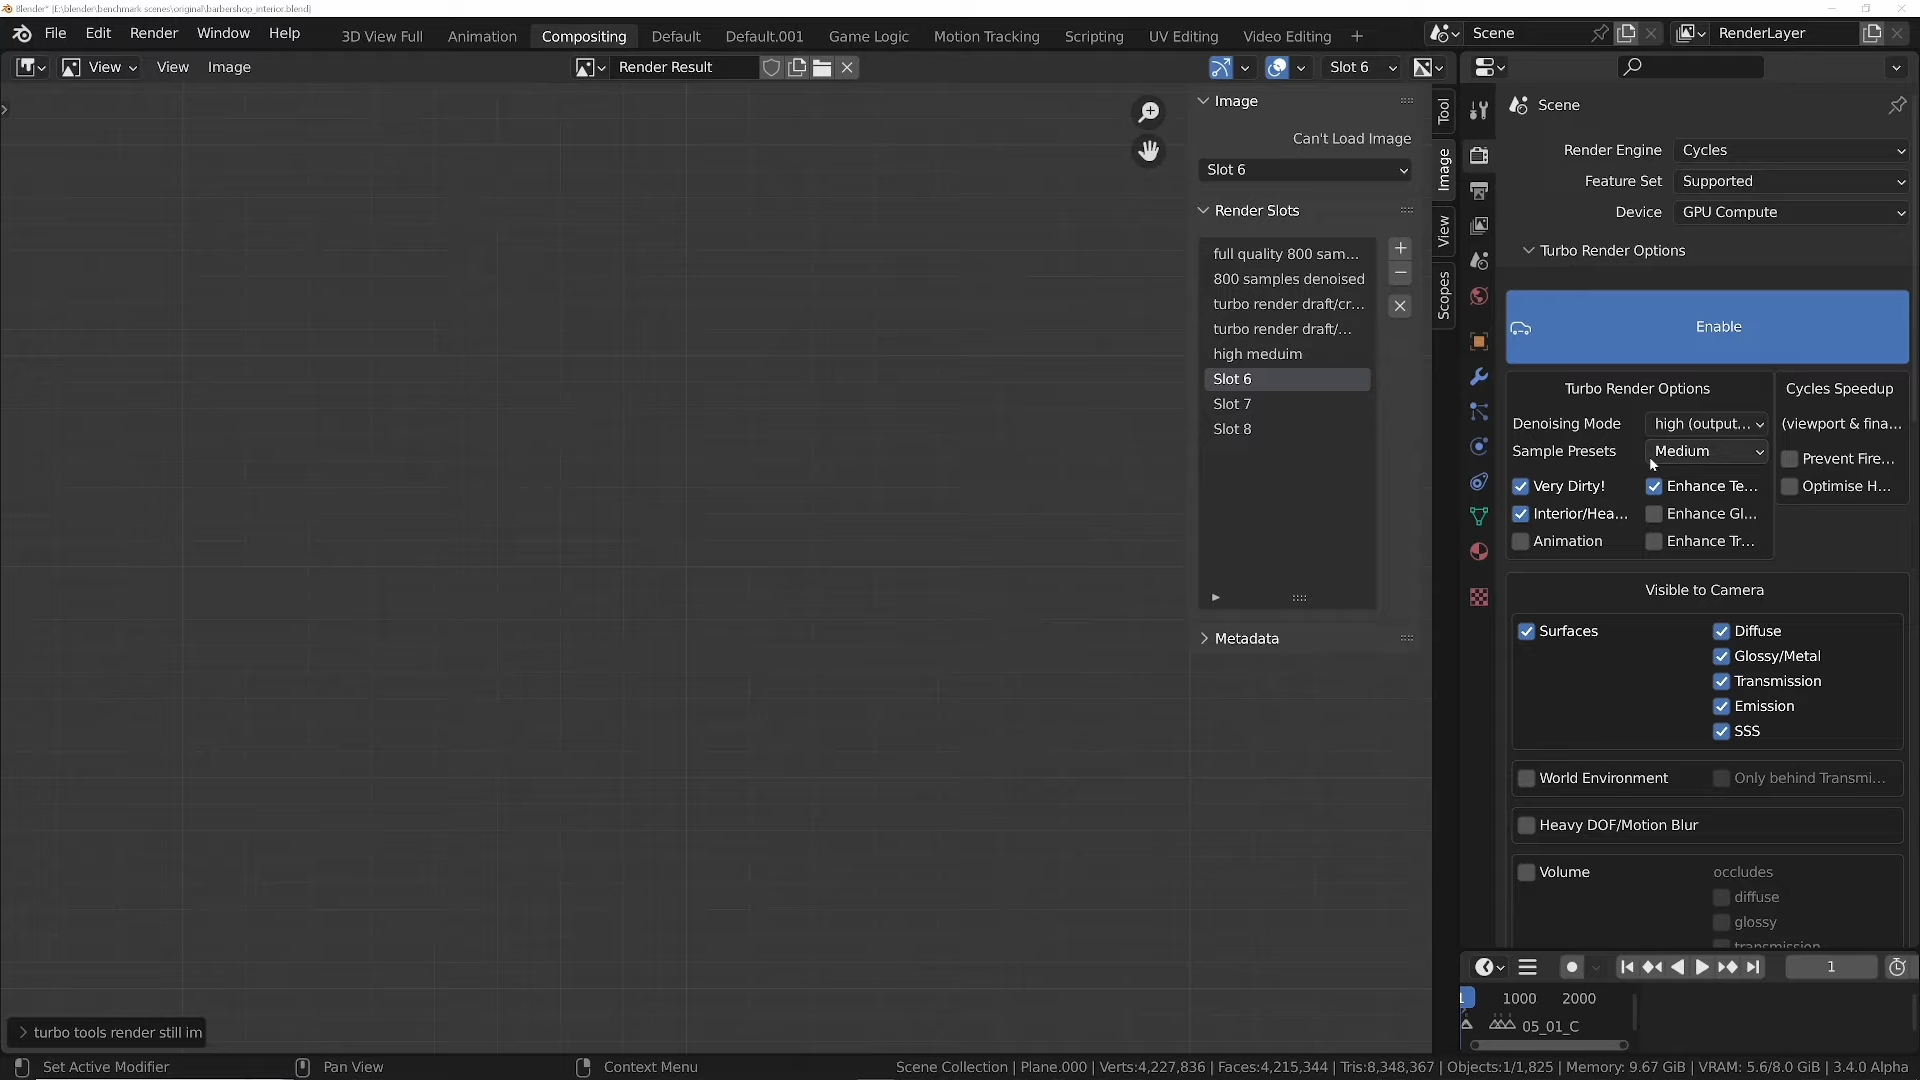 Blender* [E:\blender\benchmark scenes\original\barbershop_interior.blend]
File Edit Render Window Help 3D View Full Animation Compositing Default Default.001 Game Logic Motion Tracking Scripting UV Editing Video Editing + Scene RenderLayer
View View Image Render Result Slot 6
Image
Can't Load Image
Slot 6
Render Slots
full quality 800 sam...
800 samples denoised
turbo render draft/cr...
turbo render draft/...
high meduim
Slot 6
Slot 7
Slot 8
Metadata
Tool
Image
View
Scopes
Scene
Render Engine Cycles
Feature Set Supported
Device GPU Compute
Turbo Render Options
Enable
Turbo Render Options Cycles Speedup
Denoising Mode high (output... (viewport & fina...
Sample Presets Medium Prevent Fire...
Very Dirty! Enhance Te... Optimise H...
Interior/Hea... Enhance Gl...
Animation Enhance Tr...
Visible to Camera
Surfaces Diffuse
Glossy/Metal
Transmission
Emission
SSS
World Environment Only behind Transmi...
Heavy DOF/Motion Blur
Volume occludes
diffuse
glossy
transmission
1
1 1000 2000
05_01_C
turbo tools render still im
Set Active Modifier Pan View Context Menu Scene Collection | Plane.000 | Verts:4,227,836 | Faces:4,215,344 | Tris:8,348,367 | Objects:1/1,825 | Memory: 9.67 GiB | VRAM: 5.6/8.0 GiB | 3.4.0 Alpha